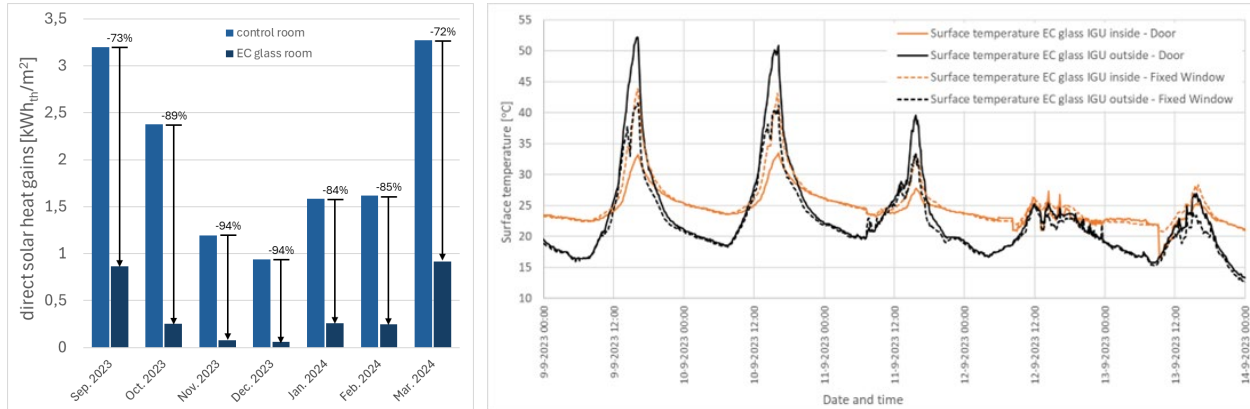 direct solar heat gains [kWhth/m²]
3,5
3
2,5
2
1,5
1
0,5
0
control room
EC glass room
-73%
-89%
-94%
-94%
-84%
-85%
-72%
Sep. 2023
Oct. 2023
Nov. 2023
Dec. 2023
Jan. 2024
Feb. 2024
Mar. 2024
Surface temperature [°C]
55
50
45
40
35
30
25
20
15
10
Surface temperature EC glass IGU inside - Door
Surface temperature EC glass IGU outside - Door
Surface temperature EC glass IGU inside - Fixed Window
Surface temperature EC glass IGU outside - Fixed Window
9-9-2023 00:00
9-9-2023 12:00
10-9-2023 00:00
10-9-2023 12:00
11-9-2023 00:00
11-9-2023 12:00
12-9-2023 00:00
12-9-2023 12:00
13-9-2023 00:00
13-9-2023 12:00
14-9-2023 00:00
Date and time